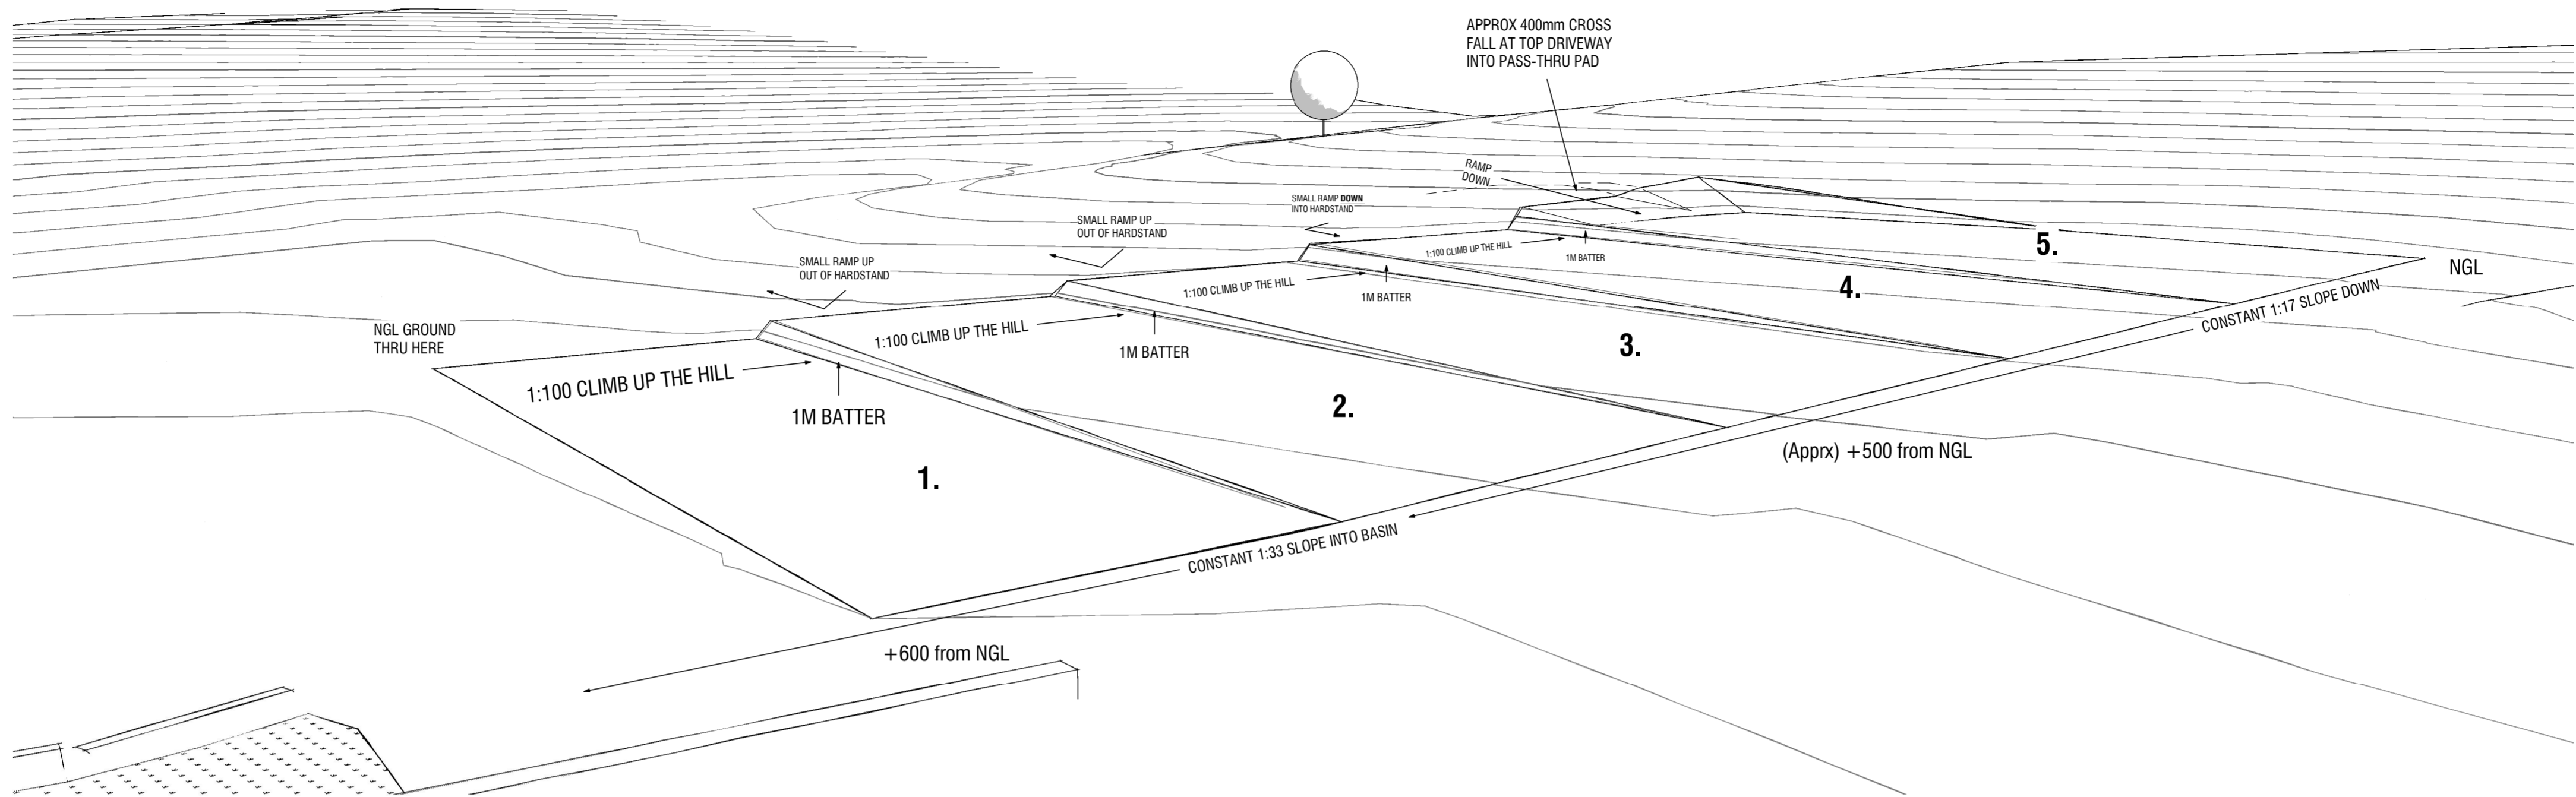 APPROX 400mm CROSS
FALL AT TOP DRIVEWAY
INTO PASS-THRU PAD
RAMP
DOWN
SMALL RAMP DOWN
INTO HARDSTAND
SMALL RAMP UP
OUT OF HARDSTAND
SMALL RAMP UP
OUT OF HARDSTAND
NGL GROUND
THRU HERE
1:100 CLIMB UP THE HILL
1M BATTER
5.
NGL
1:100 CLIMB UP THE HILL
1M BATTER
4.
CONSTANT 1:17 SLOPE DOWN
1:100 CLIMB UP THE HILL
1M BATTER
3.
1:100 CLIMB UP THE HILL
1M BATTER
2.
(Apprx) +500 from NGL
1.
CONSTANT 1:33 SLOPE INTO BASIN
+600 from NGL